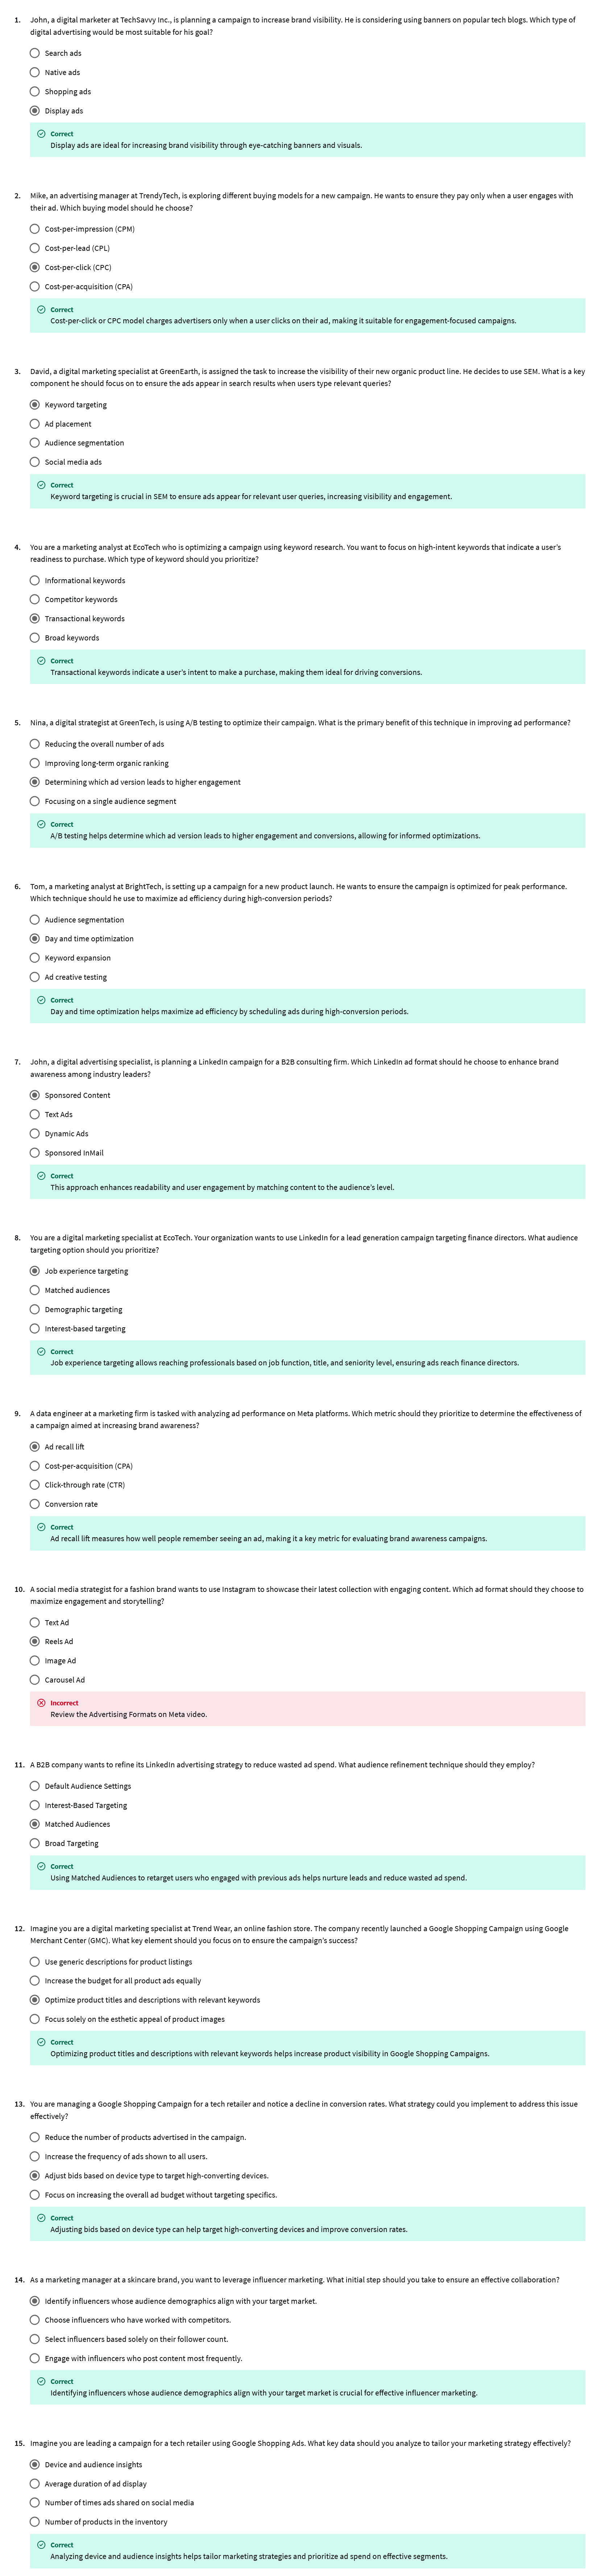 1. John, a digital marketer at TechSavvy Inc., is planning a campaign to increase brand visibility. He is considering using banners on popular tech blogs. Which type of
digital advertising would be most suitable for his goal?
Search ads
Native ads
Shopping ads
Display ads
Correct
Display ads are ideal for increasing brand visibility through eye-catching banners and visuals.
2. Mike, an advertising manager at TrendyTech, is exploring different buying models for a new campaign. He wants to ensure they pay only when a user engages with
their ad. Which buying model should he choose?
Cost-per-impression (CPM)
Cost-per-lead (CPL)
Cost-per-click (CPC)
Cost-per-acquisition (CPA)
Correct
Cost-per-click or CPC model charges advertisers only when a user clicks on their ad, making it suitable for engagement-focused campaigns.
3. David, a digital marketing specialist at GreenEarth, is assigned the task to increase the visibility of their new organic product line. He decides to use SEM. What is a key
component he should focus on to ensure the ads appear in search results when users type relevant queries?
Keyword targeting
Ad placement
Audience segmentation
Social media ads
Correct
Keyword targeting is crucial in SEM to ensure ads appear for relevant user queries, increasing visibility and engagement.
4. You are a marketing analyst at EcoTech who is optimizing a campaign using keyword research. You want to focus on high-intent keywords that indicate a user's
readiness to purchase. Which type of keyword should you prioritize?
Informational keywords
Competitor keywords
Transactional keywords
Broad keywords
Correct
Transactional keywords indicate a user's intent to make a purchase, making them ideal for driving conversions.
5. Nina, a digital strategist at GreenTech, is using A/B testing to optimize their campaign. What is the primary benefit of this technique in improving ad performance?
Reducing the overall number of ads
Improving long-term organic ranking
Determining which ad version leads to higher engagement
Focusing on a single audience segment
Correct
A/B testing helps determine which ad version leads to higher engagement and conversions, allowing for informed optimizations.
6. Tom, a marketing analyst at BrightTech, is setting up a campaign for a new product launch. He wants to ensure the campaign is optimized for peak performance.
Which technique should he use to maximize ad efficiency during high-conversion periods?
Audience segmentation
Day and time optimization
Keyword expansion
Ad creative testing
Correct
Day and time optimization helps maximize ad efficiency by scheduling ads during high-conversion periods.
7. John, a digital advertising specialist, is planning a LinkedIn campaign for a B2B consulting firm. Which LinkedIn ad format should he choose to enhance brand
awareness among industry leaders?
Sponsored Content
Text Ads
Dynamic Ads
Sponsored InMail
Correct
This approach enhances readability and user engagement by matching content to the audience's level.
8. You are a digital marketing specialist at EcoTech. Your organization wants to use LinkedIn for a lead generation campaign targeting finance directors. What audience
targeting option should you prioritize?
Job experience targeting
Matched audiences
Demographic targeting
Interest-based targeting
Correct
Job experience targeting allows reaching professionals based on job function, title, and seniority level, ensuring ads reach finance directors.
9. A data engineer at a marketing firm is tasked with analyzing ad performance on Meta platforms. Which metric should they prioritize to determine the effectiveness of
a campaign aimed at increasing brand awareness?
Ad recall lift
Cost-per-acquisition (CPA)
Click-through rate (CTR)
Conversion rate
Correct
Ad recall lift measures how well people remember seeing an ad, making it a key metric for evaluating brand awareness campaigns.
10. A social media strategist for a fashion brand wants to use Instagram to showcase their latest collection with engaging content. Which ad format should they choose to
maximize engagement and storytelling?
Text Ad
Reels Ad
Image Ad
Carousel Ad
Incorrect
Review the Advertising Formats on Meta video.
11. A B2B company wants to refine its LinkedIn advertising strategy to reduce wasted ad spend. What audience refinement technique should they employ?
Default Audience Settings
Interest-Based Targeting
Matched Audiences
Broad Targeting
Correct
Using Matched Audiences to retarget users who engaged with previous ads helps nurture leads and reduce wasted ad spend.
12. Imagine you are a digital marketing specialist at Trend Wear, an online fashion store. The company recently launched a Google Shopping Campaign using Google
Merchant Center (GMC). What key element should you focus on to ensure the campaign's success?
Use generic descriptions for product listings
Increase the budget for all product ads equally
Optimize product titles and descriptions with relevant keywords
Focus solely on the esthetic appeal of product images
Correct
Optimizing product titles and descriptions with relevant keywords helps increase product visibility in Google Shopping Campaigns.
13. You are managing a Google Shopping Campaign for a tech retailer and notice a decline in conversion rates. What strategy could you implement to address this issue
effectively?
Reduce the number of products advertised in the campaign.
Increase the frequency of ads shown to all users.
Adjust bids based on device type to target high-converting devices.
Focus on increasing the overall ad budget without targeting specifics.
Correct
Adjusting bids based on device type can help target high-converting devices and improve conversion rates.
14. As a marketing manager at a skincare brand, you want to leverage influencer marketing. What initial step should you take to ensure an effective collaboration?
Identify influencers whose audience demographics align with your target market.
Choose influencers who have worked with competitors.
Select influencers based solely on their follower count.
Engage with influencers who post content most frequently.
Correct
Identifying influencers whose audience demographics align with your target market is crucial for effective influencer marketing.
15. Imagine you are leading a campaign for a tech retailer using Google Shopping Ads. What key data should you analyze to tailor your marketing strategy effectively?
Device and audience insights
Average duration of ad display
Number of times ads shared on social media
Number of products in the inventory
Correct
Analyzing device and audience insights helps tailor marketing strategies and prioritize ad spend on effective segments.